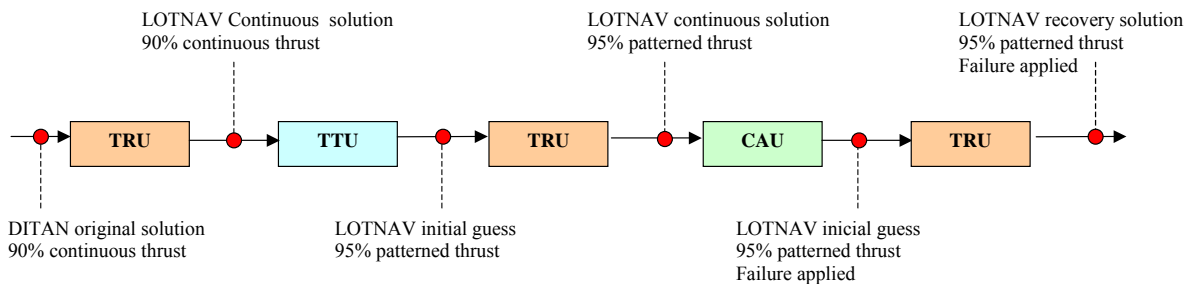 LOTNAV Continuous solution
90% continuous thrust
LOTNAV continuous solution
95% patterned thrust
LOTNAV recovery solution
95% patterned thrust
Failure applied
TRU
TTU
TRU
CAU
TRU
DITAN original solution
90% continuous thrust
LOTNAV initial guess
95% patterned thrust
LOTNAV inicial guess
95% patterned thrust
Failure applied